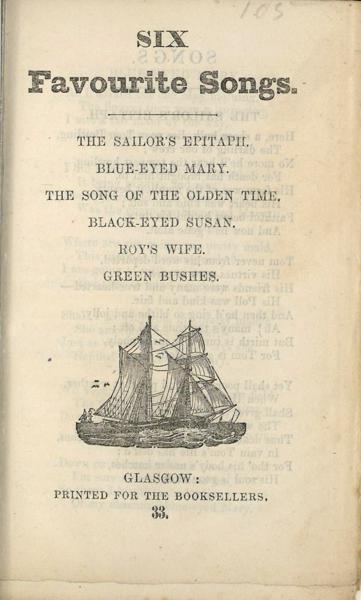 105
SIX
Favourite Songs.
THE SAILOR'S EPITAPH.
BLUE-EYED MARY.
THE SONG OF THE OLDEN TIME.
BLACK-EYED SUSAN.
ROY'S WIFE.
GREEN BUSHES.
GLASGOW:
PRINTED FOR THE BOOKSELLERS.
33.